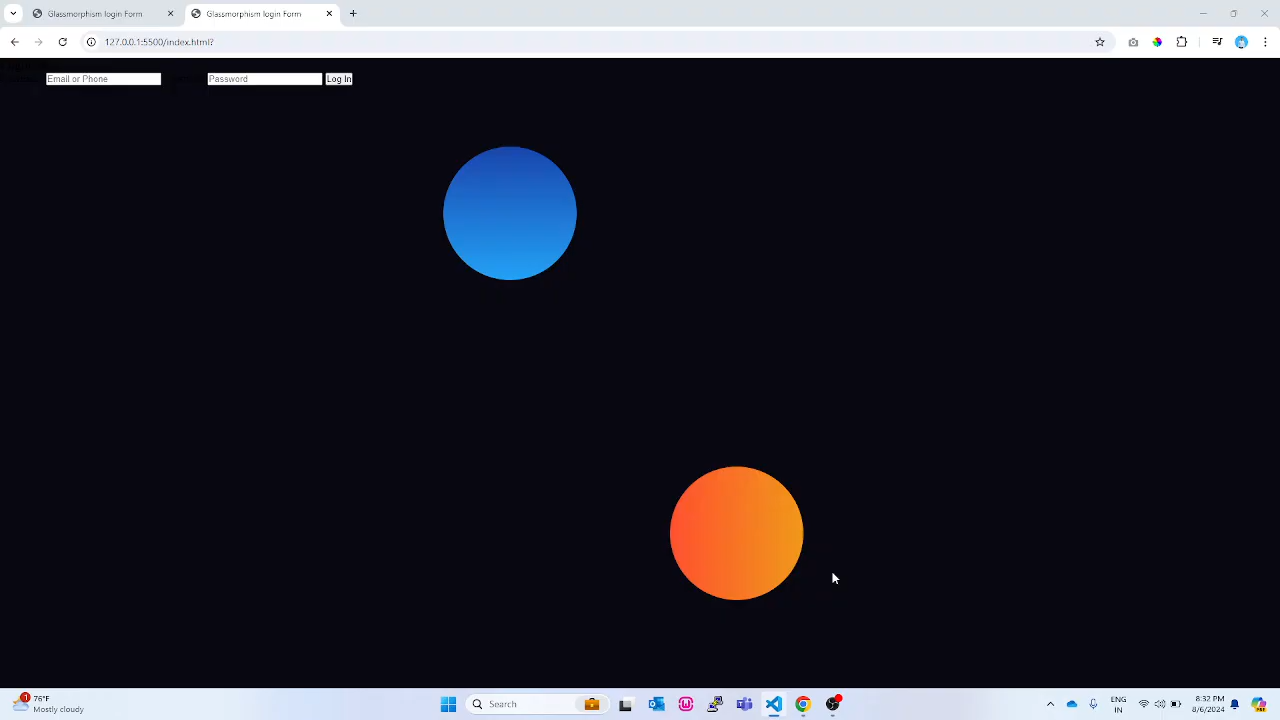 Glassmorphism login Form
Glassmorphism login Form
127.0.0.1:5500/index.html?
Email or Phone
Password
Log In
1
76°F
Mostly cloudy
Search
ENG
IN
8:32 PM
8/6/2024